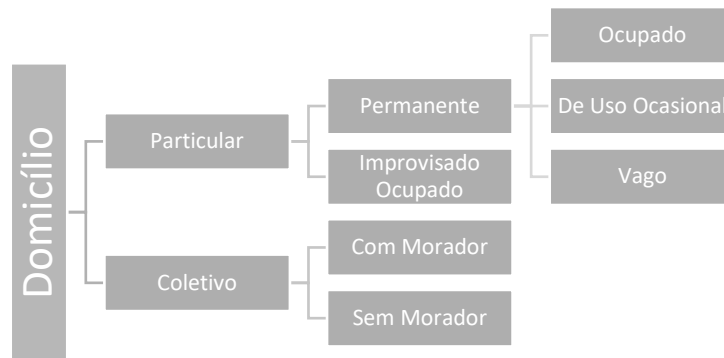 Domicílio
Particular
Permanente
Ocupado
De Uso Ocasional
Vago
Improvisado
Ocupado
Coletivo
Com Morador
Sem Morador